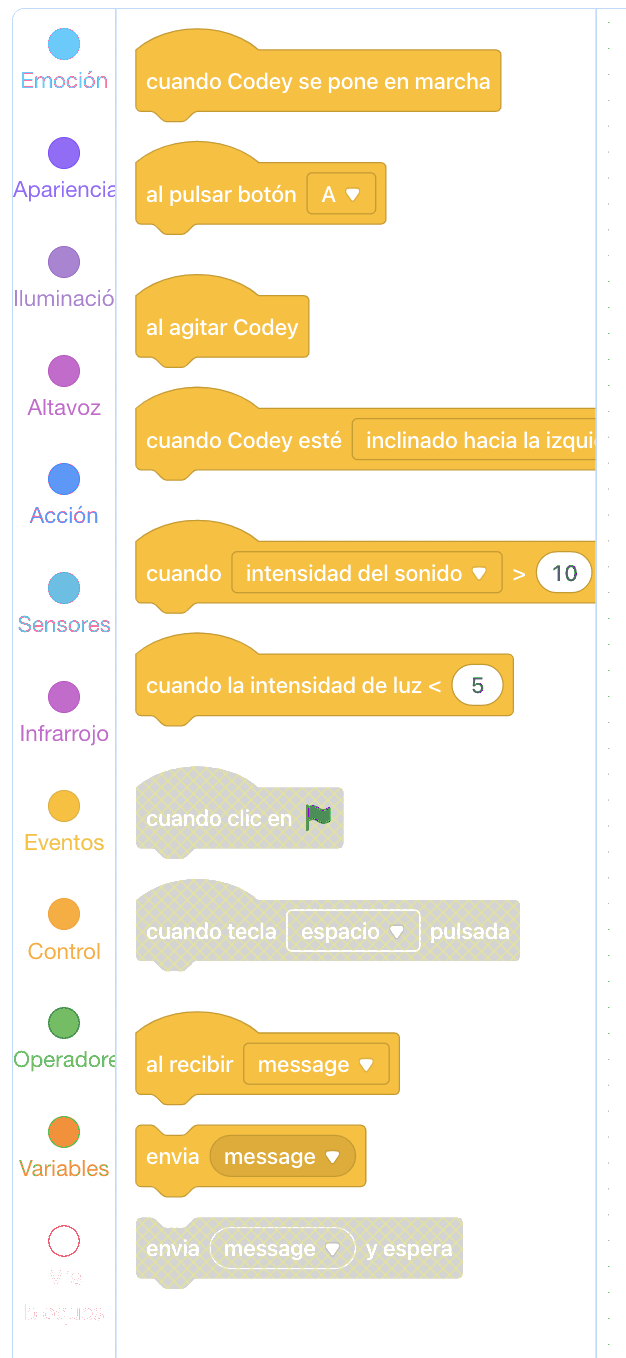 Emoción
Apariencia
Iluminació
Altavoz
Acción
Sensores
Infrarrojo
Eventos
Control
Operadore
Variables
Mis
bloques
cuando Codey se pone en marcha
al pulsar botón A
al agitar Codey
cuando Codey esté inclinado hacia la izqui
cuando intensidad del sonido > 10
cuando la intensidad de luz < 5
cuando clic en
cuando tecla espacio pulsada
al recibir message
envia message
envia message y espera